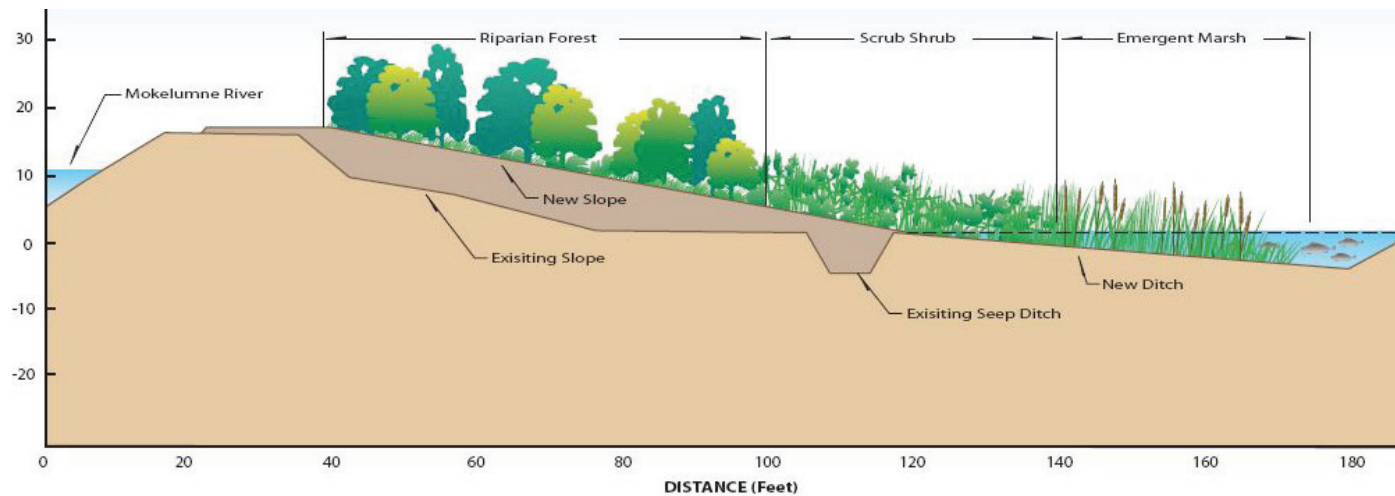 30
Riparian Forest
Scrub Shrub
Emergent Marsh
20
Mokelumne River
10
New Slope
0
Exisiting Slope
New Ditch
-10
Exisiting Seep Ditch
-20
0 20 40 60 80 100 120 140 160 180
DISTANCE (Feet)